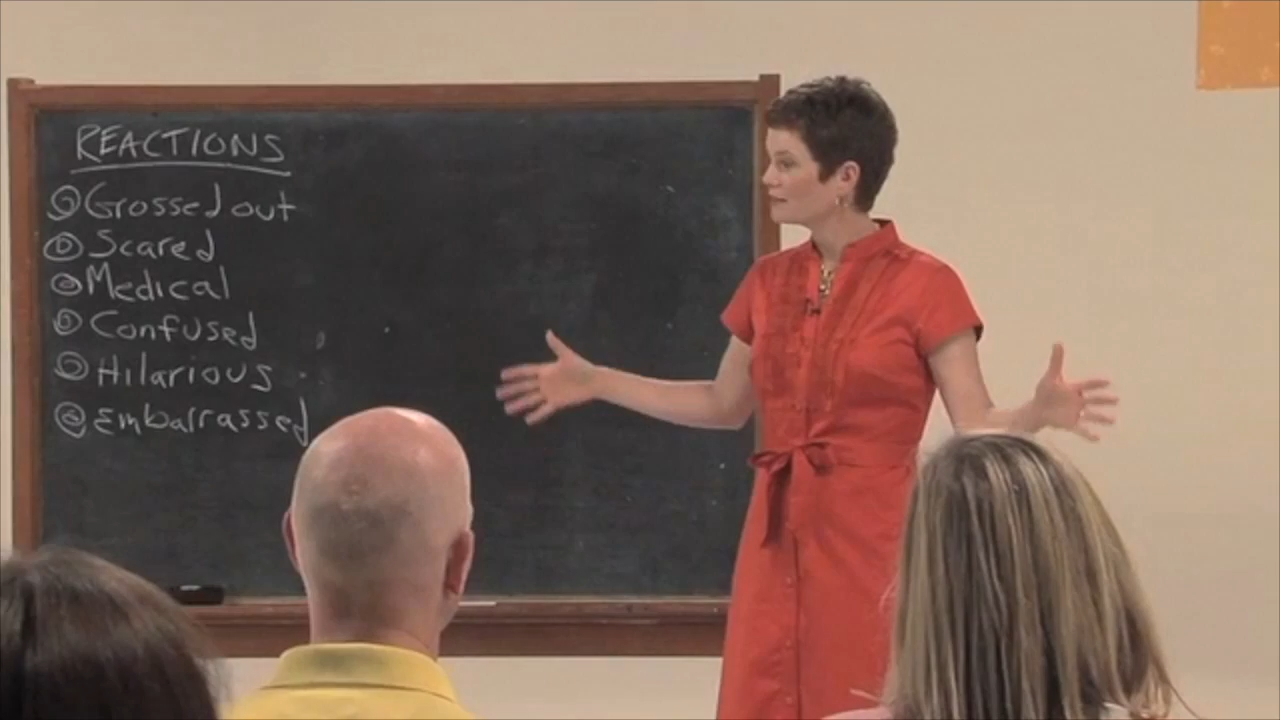 REACTIONS
Grossed out
Scared
Medical
Confused
Hilarious
Embarrassed